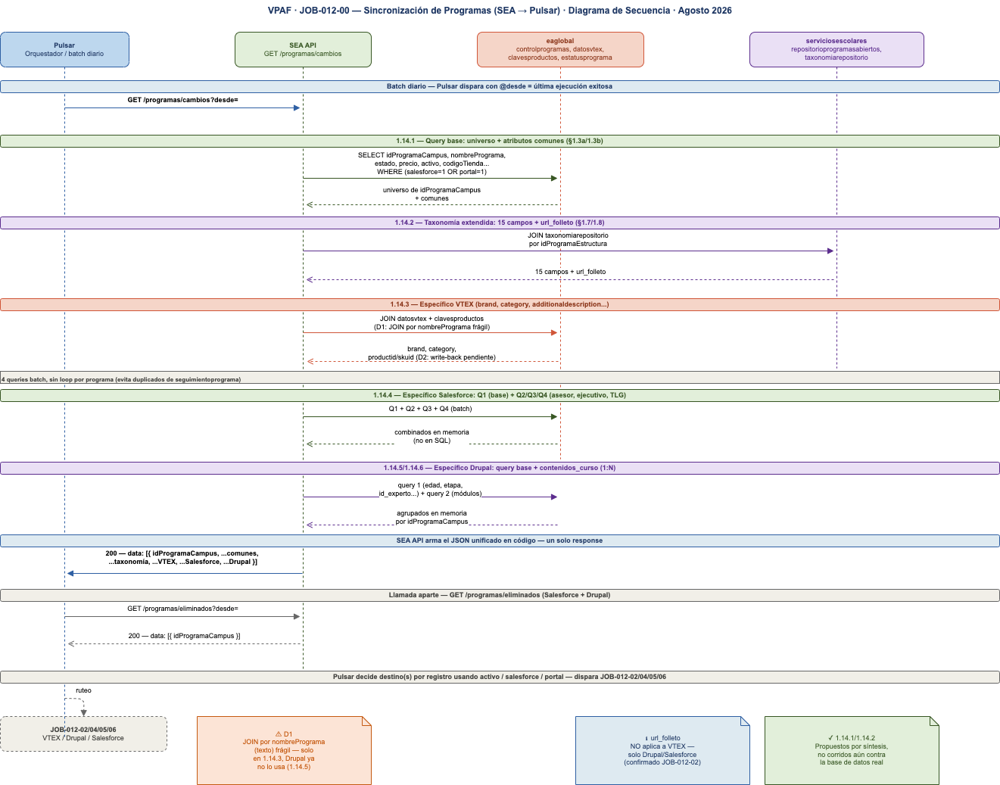 VPAF · JOB-012-00 — Sincronización de Programas (SEA → Pulsar) · Diagrama de Secuencia · Agosto 2026
Pulsar
Orquestador / batch diario
SEA API
GET /programas/cambios
eaglobal
controlprogramas, datosvtex,
clavesproductos, estatusprograma
serviciosescolares
repositorioprogramasabiertos,
taxonomiarepositorio
Batch diario — Pulsar dispara con @desde = última ejecución exitosa
GET /programas/cambios?desde=
1.14.1 — Query base: universo + atributos comunes (§1.3a/1.3b)
SELECT idProgramaCampus, nombrePrograma,
estado, precio, activo, codigoTienda...
WHERE (salesforce=1 OR portal=1)
universo de idProgramaCampus
+ comunes
1.14.2 — Taxonomía extendida: 15 campos + url_folleto (§1.7/1.8)
JOIN taxonomiarepositorio
por idProgramaEstructura
15 campos + url_folleto
1.14.3 — Específico VTEX (brand, category, additionaldescription...)
JOIN datosvtex + clavesproductos
(D1: JOIN por nombrePrograma frágil)
brand, category,
productid/skuid (D2: write-back pendiente)
4 queries batch, sin loop por programa (evita duplicados de seguimientoprograma)
1.14.4 — Específico Salesforce: Q1 (base) + Q2/Q3/Q4 (asesor, ejecutivo, TLG)
Q1 + Q2 + Q3 + Q4 (batch)
combinados en memoria
(no en SQL)
1.14.5/1.14.6 — Específico Drupal: query base + contenidos_curso (1:N)
query 1 (edad, etapa,
id_experto...) + query 2 (módulos)
agrupados en memoria
por idProgramaCampus
SEA API arma el JSON unificado en código — un solo response
200 — data: [{ idProgramaCampus, ...comunes,
...taxonomía, ...VTEX, ...Salesforce, ...Drupal }]
Llamada aparte — GET /programas/eliminados (Salesforce + Drupal)
GET /programas/eliminados?desde=
200 — data: [{ idProgramaCampus }]
Pulsar decide destino(s) por registro usando activo / salesforce / portal — dispara JOB-012-02/04/05/06
ruteo
JOB-012-02/04/05/06
VTEX / Drupal / Salesforce
⚠ D1
JOIN por nombrePrograma
(texto) frágil — solo
en 1.14.3, Drupal ya
no lo usa (1.14.5)
ℹ url_folleto
NO aplica a VTEX —
solo Drupal/Salesforce
(confirmado JOB-012-02)
✓ 1.14.1/1.14.2
Propuestos por síntesis,
no corridos aún contra
la base de datos real